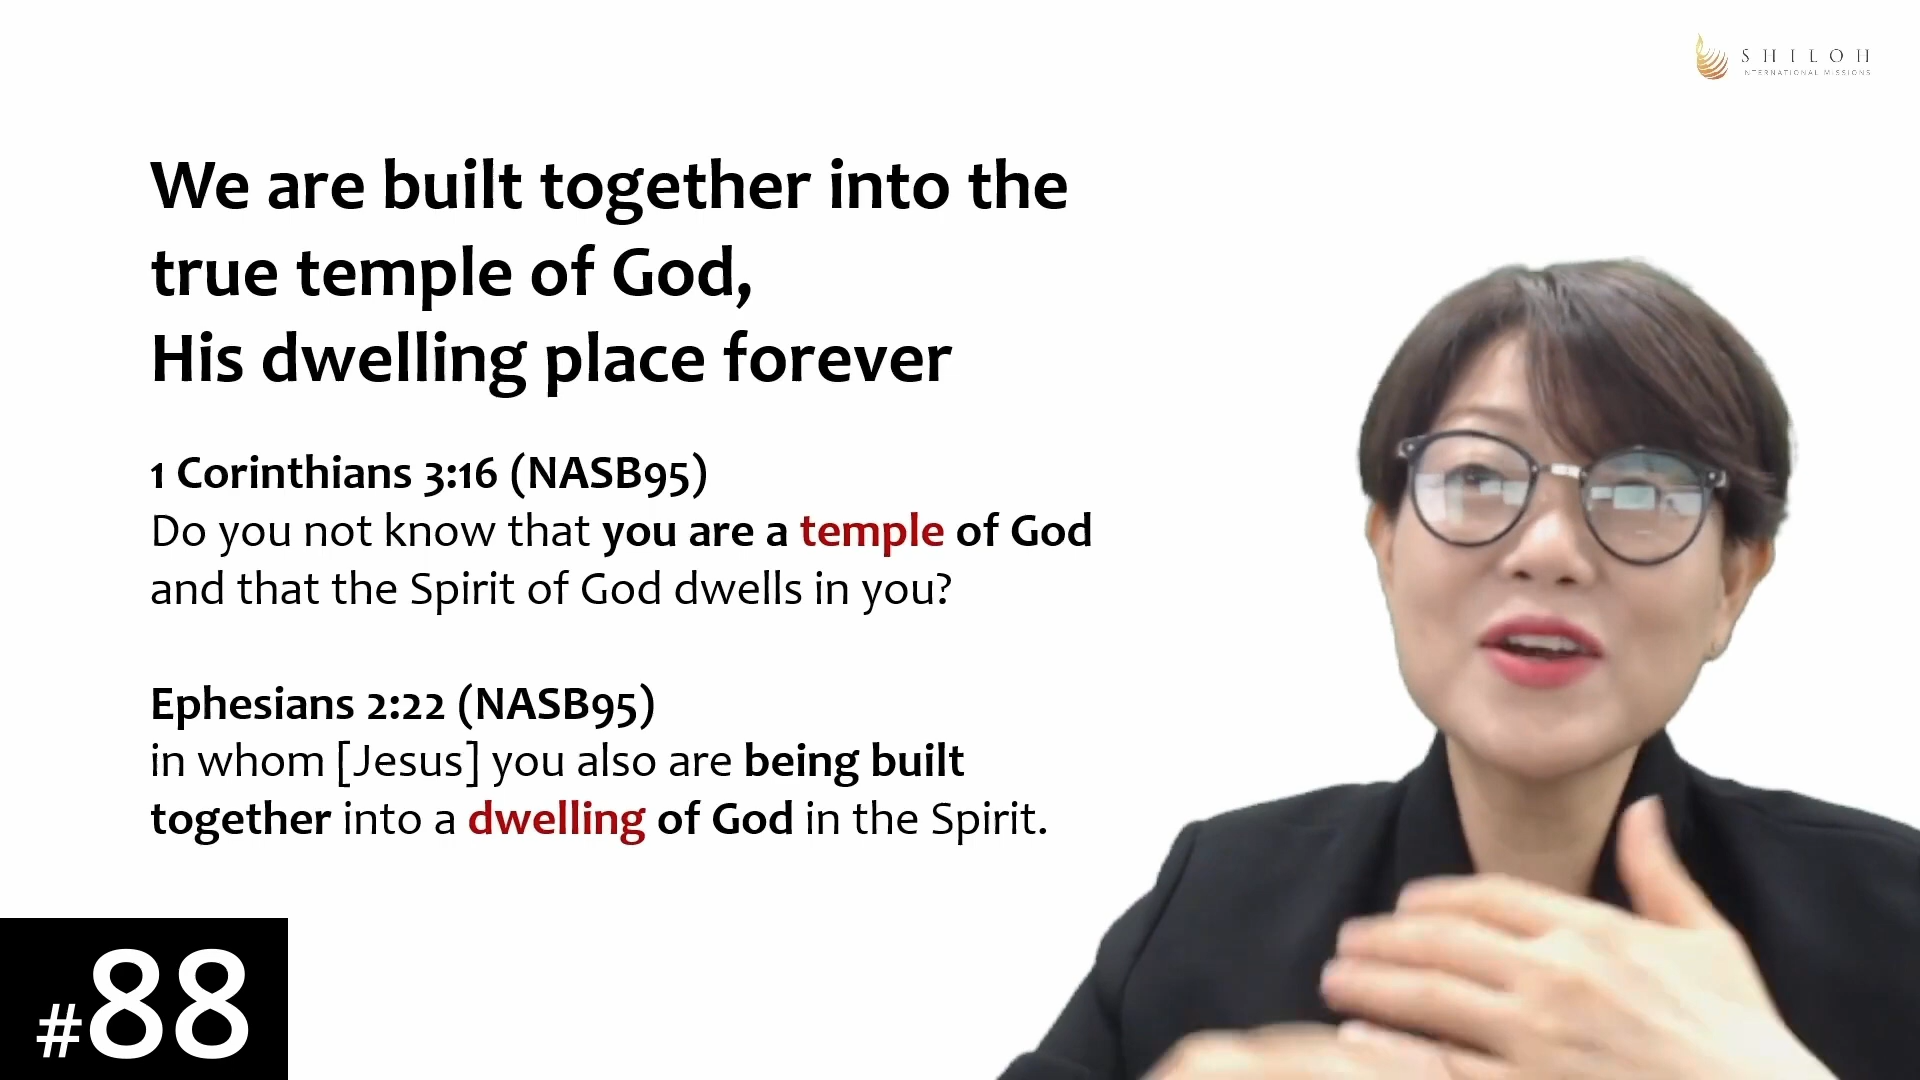 SHILOH
INTERNATIONAL MISSIONS
We are built together into the
true temple of God,
His dwelling place forever
1 Corinthians 3:16 (NASB95)
Do you not know that you are a temple of God
and that the Spirit of God dwells in you?
Ephesians 2:22 (NASB95)
in whom [Jesus] you also are being built
together into a dwelling of God in the Spirit.
#88